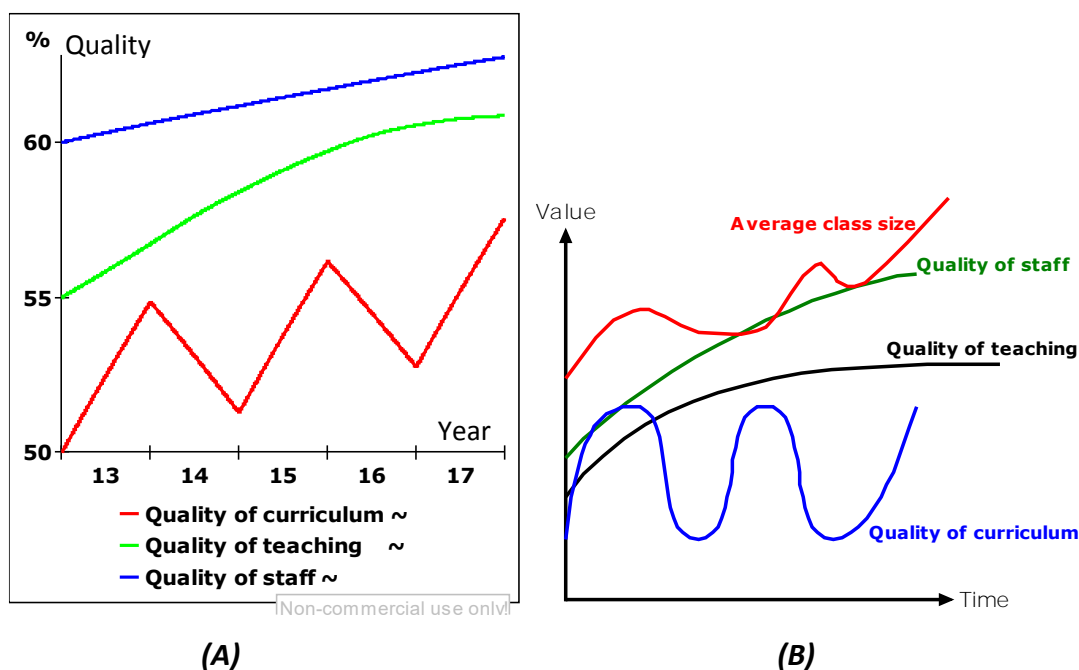 % Quality
60
55
50
Year
13 14 15 16 17
Quality of curriculum ~
Quality of teaching ~
Quality of staff ~
Non-commercial use only!
(A)
Value
Average class size
Quality of staff
Quality of teaching
Quality of curriculum
Time
(B)